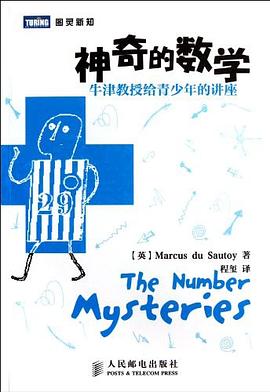 TURING
图灵新知
神奇的数学
牛津教授给青少年的讲座
29
【英】Marcus du Sautoy 著
程玺 译
The Number
Mysteries
人民邮电出版社
POSTS & TELECOM PRESS